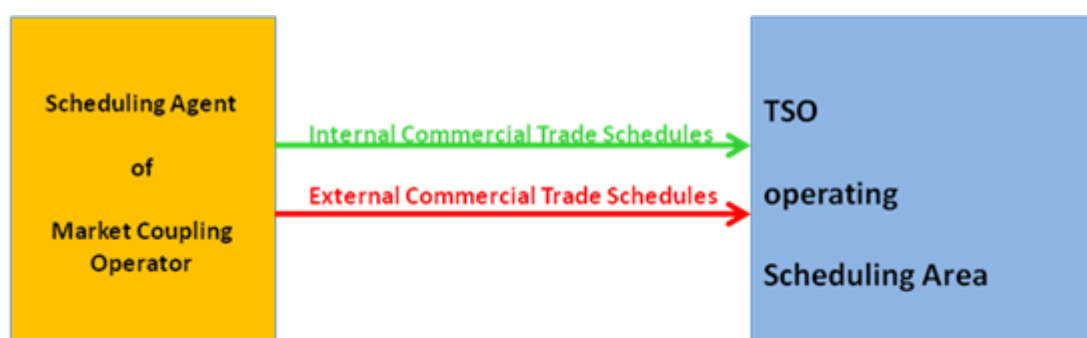 Scheduling Agent
of
Market Coupling
Operator
Internal Commercial Trade Schedules
External Commercial Trade Schedules
TSO
operating
Scheduling Area